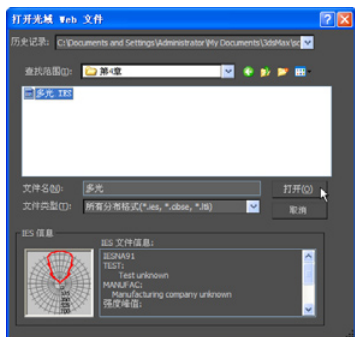 打开光域 Web 文件
历史记录: C:\Documents and Settings\Administrator\My Documents\3dsMax\sc
查找范围(I): 第4章
多光 IES
文件名(N): 多光 打开(O)
文件类型(T): 所有分布格式(*.ies, *.cibse, *.ltli) 取消
IES 信息
IES 文件信息:
IESNA91
TEST:
Test unknown
MANUFAC:
Manufacturing company unknown
强度峰值: